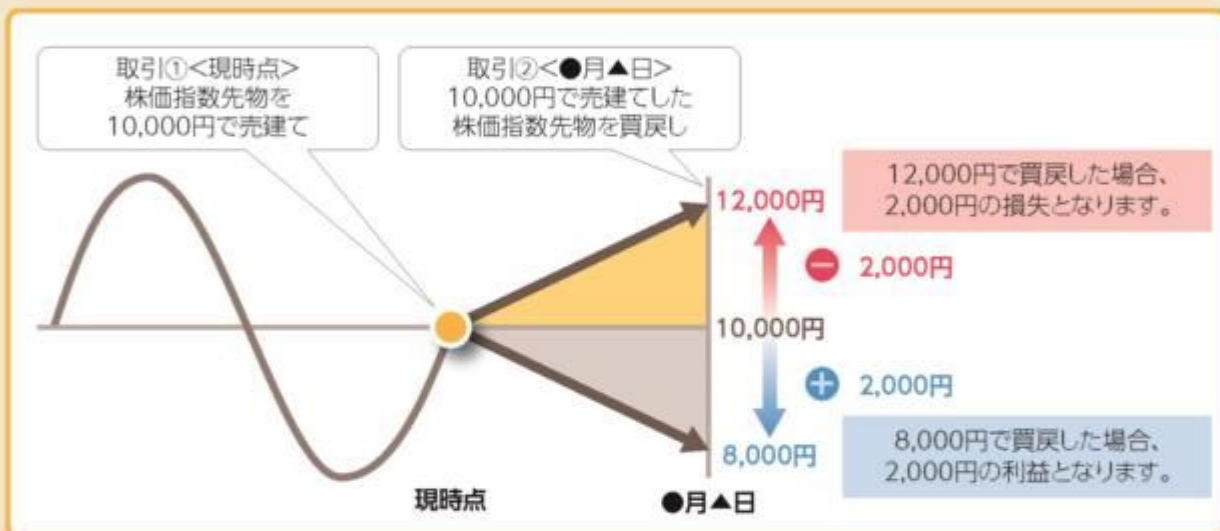 取引①<現時点>
株価指数先物を
10,000円で売建て
取引②<●月▲日>
10,000円で売建てした
株価指数先物を買戻し
12,000円
12,000円で買戻した場合、
2,000円の損失となります。
2,000円
10,000円
2,000円
8,000円
8,000円で買戻した場合、
2,000円の利益となります。
現時点
●月▲日